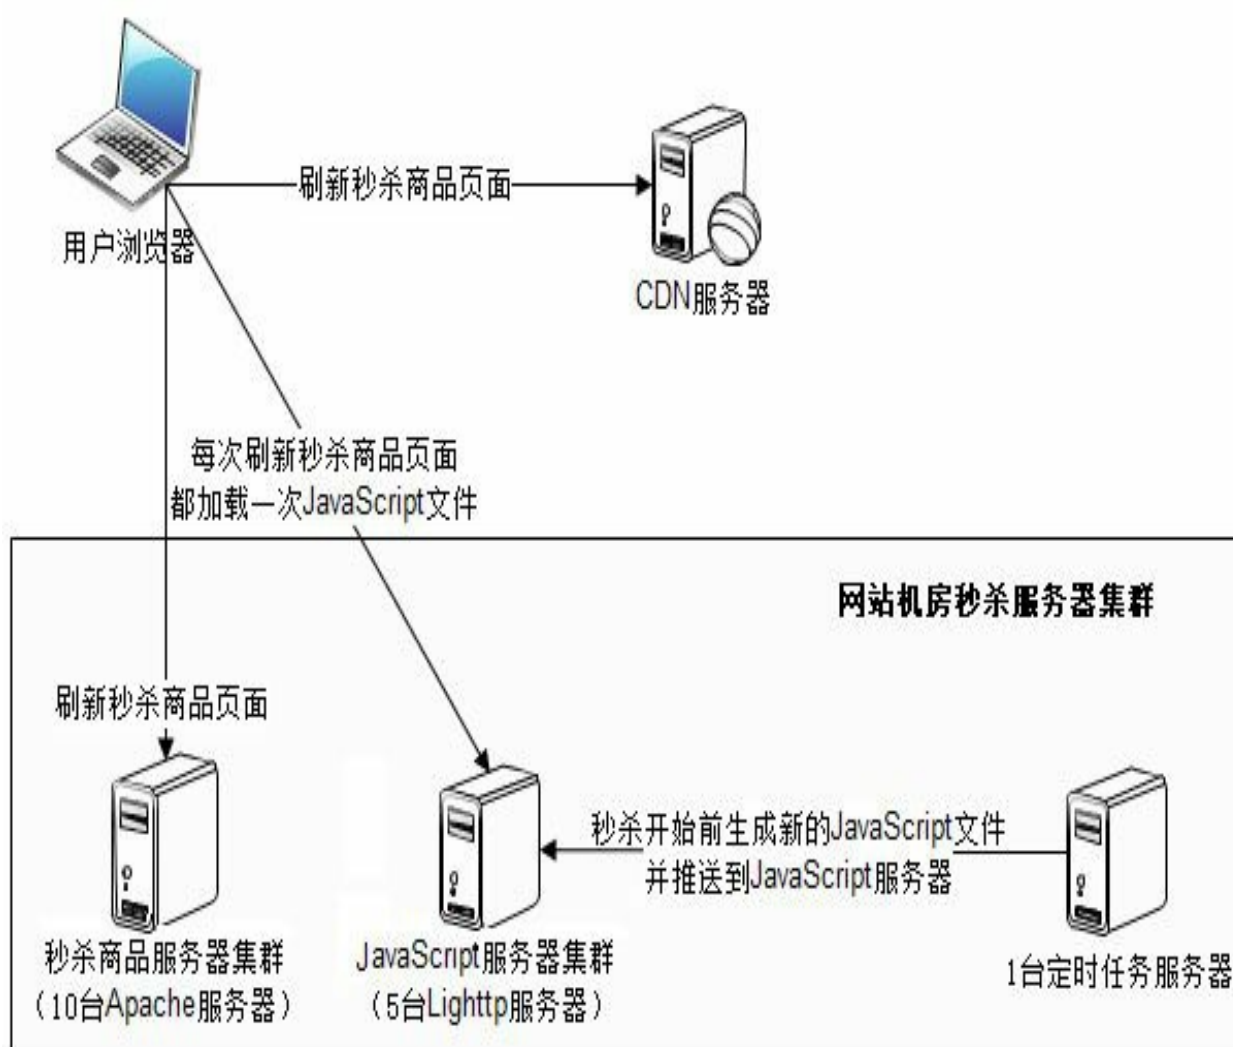 刷新秒杀商品页面
用户浏览器
CDN服务器
每次刷新秒杀商品页面
都加载一次JavaScript文件
网站机房秒杀服务器集群
刷新秒杀商品页面
秒杀开始前生成新的JavaScript文件
并推送到JavaScript服务器
秒杀商品服务器集群
（10台Apache服务器）
JavaScript服务器集群
（5台Lighttp服务器）
1台定时任务服务器